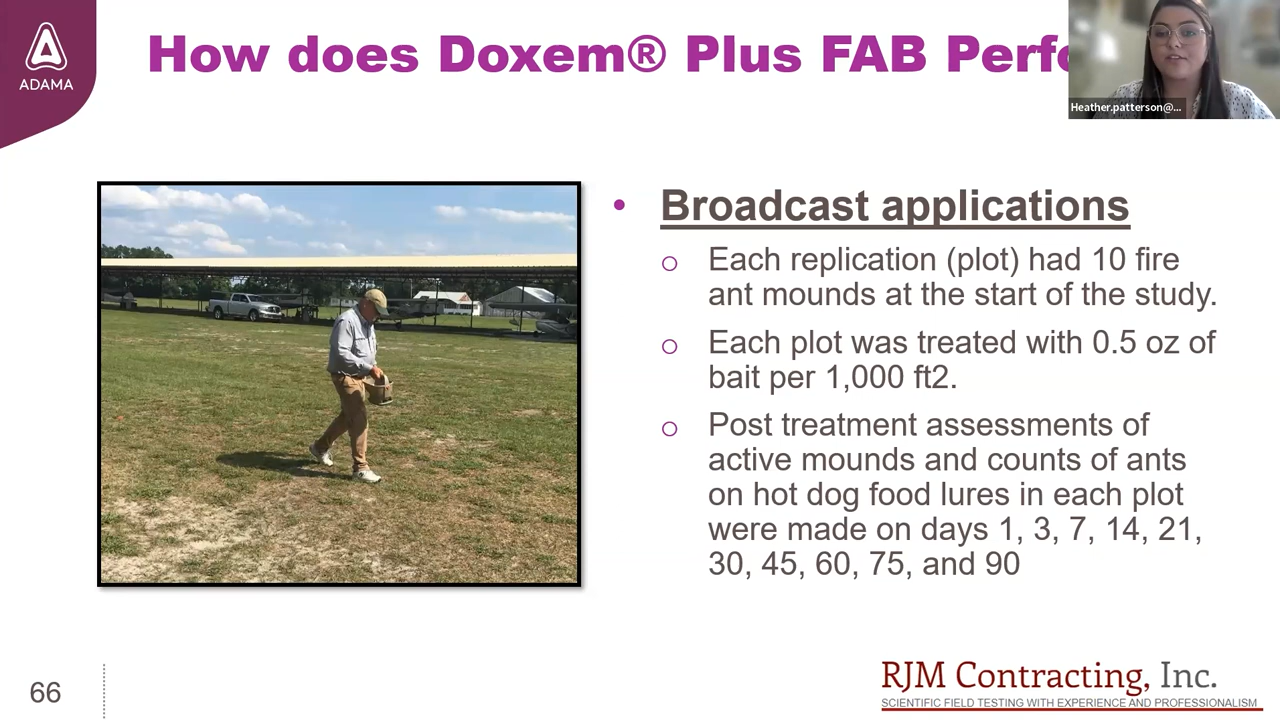 How does Doxem® Plus FAB Perfo
ADAMA
Heather.patterson@...
• Broadcast applications
o Each replication (plot) had 10 fire
ant mounds at the start of the study.
o Each plot was treated with 0.5 oz of
bait per 1,000 ft2.
o Post treatment assessments of
active mounds and counts of ants
on hot dog food lures in each plot
were made on days 1, 3, 7, 14, 21,
30, 45, 60, 75, and 90
66
RJM Contracting, Inc.
SCIENTIFIC FIELD TESTING WITH EXPERIENCE AND PROFESSIONALISM